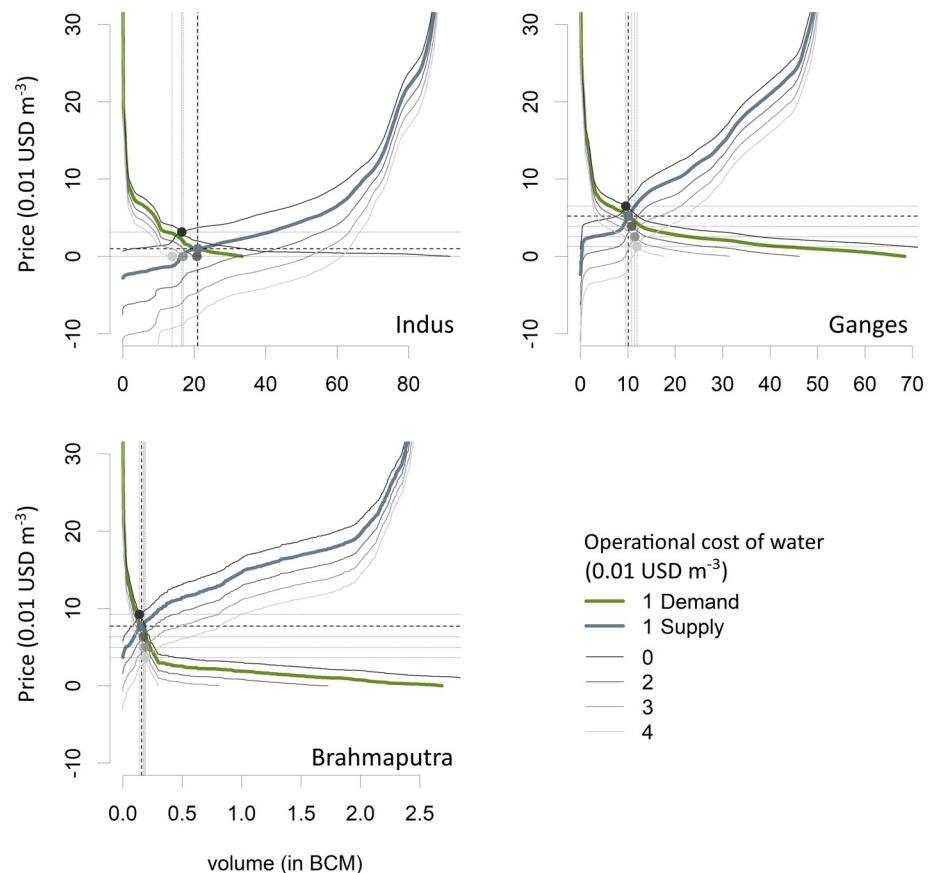 30
20
10
0
-10
Price (0.01 USD m-3)
Indus
0 20 40 60 80
30
20
10
0
-10
Ganges
0 10 20 30 40 50 60 70
30
20
10
0
-10
Price (0.01 USD m-3)
Brahmaputra
0.0 0.5 1.0 1.5 2.0 2.5
volume (in BCM)
Operational cost of water
(0.01 USD m-3)
1 Demand
1 Supply
0
2
3
4